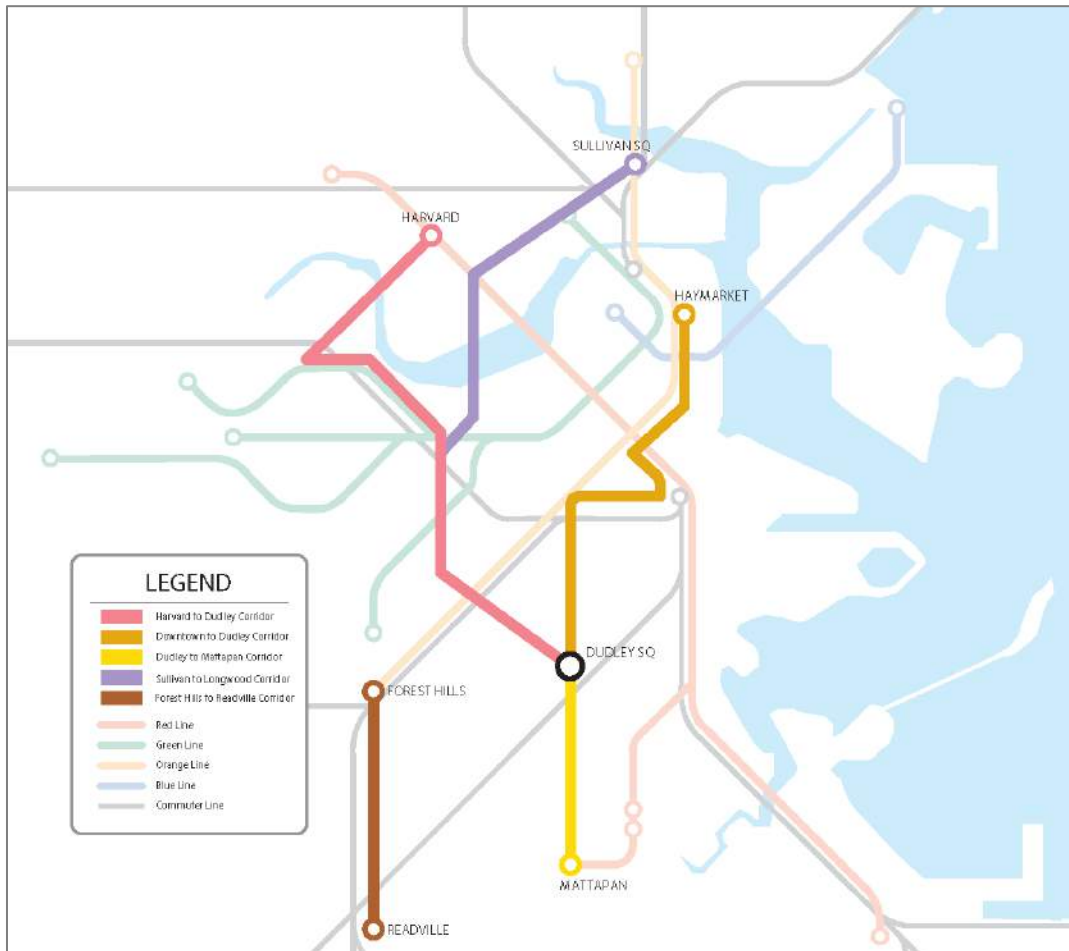 SULLIVAN SQ
HARVARD
HAYMARKET
LEGEND
Harvard to Dudley Corridor
Downtown to Dudley Corridor
Dudley to Mattapan Corridor
Sullivan to Longwood Corridor
Forest Hills to Readville Corridor
Red Line
Green Line
Orange Line
Blue Line
Commuter Line
DUDLEY SQ
FOREST HILLS
MATTAPAN
READVILLE